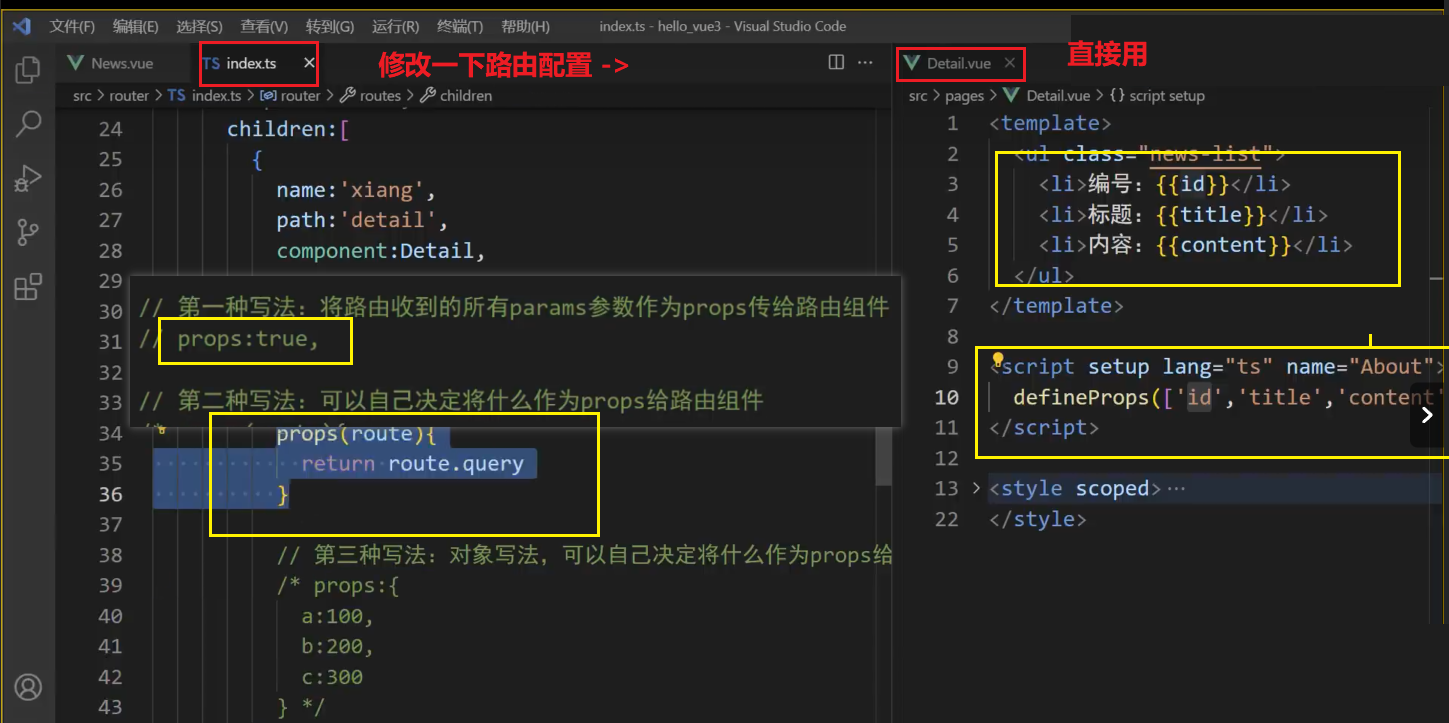 文件(F) 编辑(E) 选择(S) 查看(V) 转到(G) 运行(R) 终端(T) 帮助(H) index.ts - hello_vue3 - Visual Studio Code
News.vue TS index.ts × 修改一下路由配置 ->
src > router > TS index.ts > router > routes > children
24 children:[
25 {
26 name:'xiang',
27 path:'detail',
28 component:Detail,
29
30 // 第一种写法：将路由收到的所有params参数作为props传给路由组件
31 // props:true,
32
33 // 第二种写法：可以自己决定将什么作为props给路由组件
34 props(route){
35 return route.query
36 }
37
38 // 第三种写法：对象写法，可以自己决定将什么作为props给
39 /* props:{
40 a:100,
41 b:200,
42 c:300
43 } */
Detail.vue × 直接用
src > pages > Detail.vue > {} script setup
1 <template>
2 <ul class="news-list">
3 <li>编号：{{id}}</li>
4 <li>标题：{{title}}</li>
5 <li>内容：{{content}}</li>
6 </ul>
7 </template>
8
9 <script setup lang="ts" name="About">
10 defineProps(['id','title','content'
11 </script>
12
13 > <style scoped>···
22 </style>